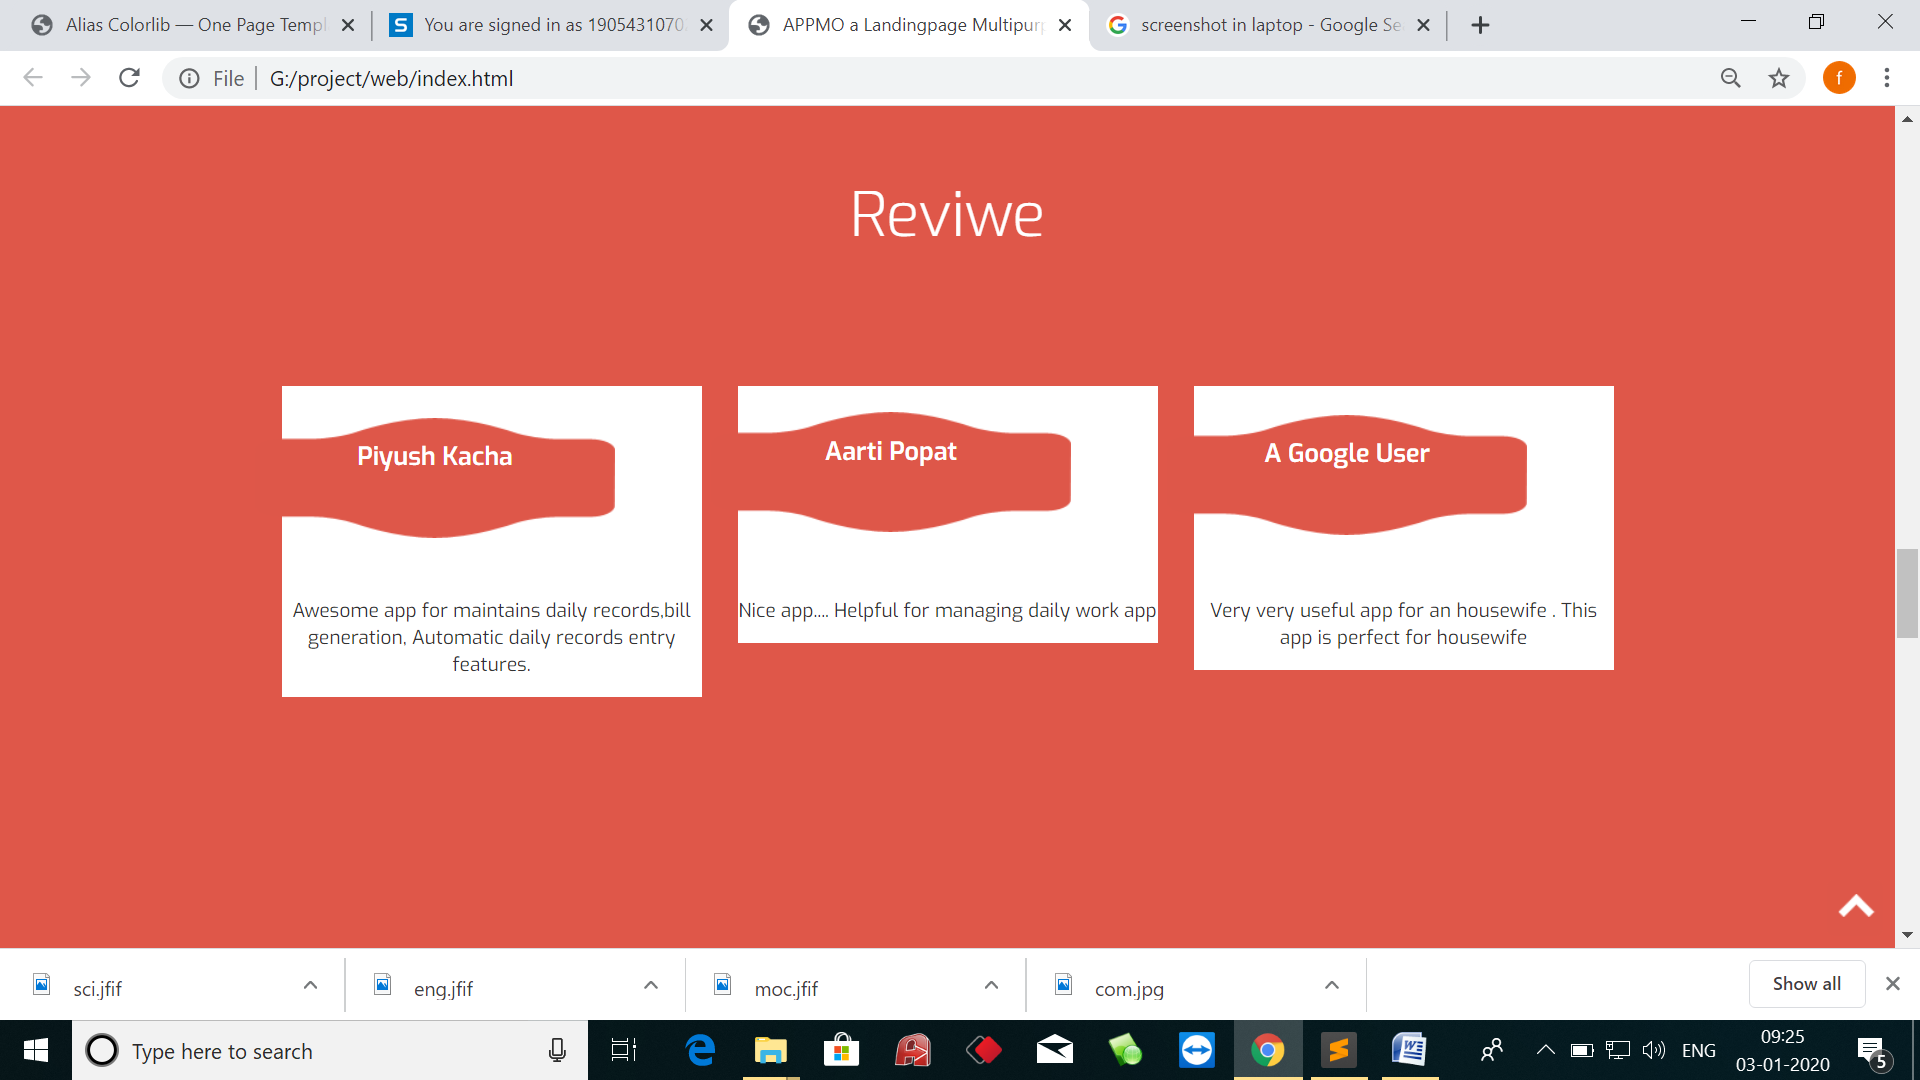 Alias Colorlib — One Page Templ
You are signed in as 1905431070
APPMO a Landingpage Multipur
screenshot in laptop - Google Se
File
G:/project/web/index.html
f
Reviwe
Piyush Kacha
Awesome app for maintains daily records,bill
generation, Automatic daily records entry
features.
Aarti Popat
Nice app.... Helpful for managing daily work app
A Google User
Very very useful app for an housewife . This
app is perfect for housewife
sci.jfif
eng.jfif
moc.jfif
com.jpg
Show all
Type here to search
ENG
09:25
03-01-2020
5